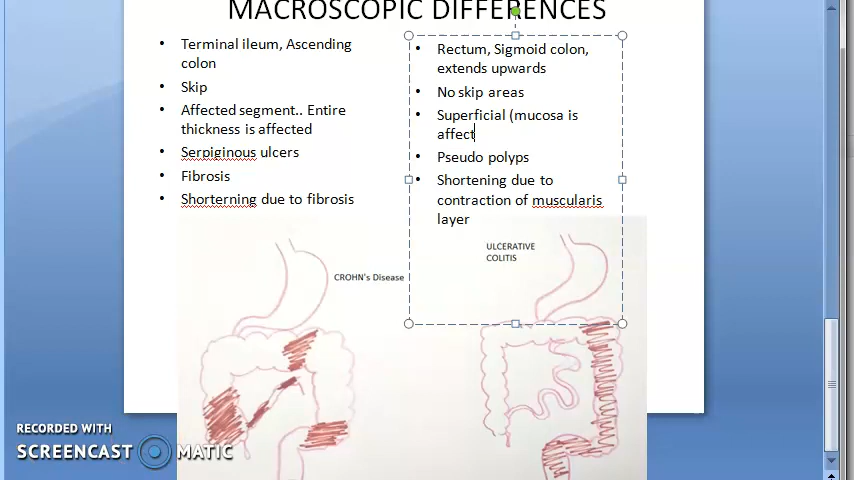 MACROSCOPIC DIFFERENCES
Terminal ileum, Ascending
colon
Skip
Affected segment.. Entire
thickness is affected
Serpiginous ulcers
Fibrosis
Shorterning due to fibrosis
Rectum, Sigmoid colon,
extends upwards
No skip areas
Superficial (mucosa is
affect
Pseudo polyps
Shortening due to
contraction of muscularis
layer
CROHN's Disease
ULCERATIVE
COLITIS
RECORDED WITH
SCREENCAST MATIC